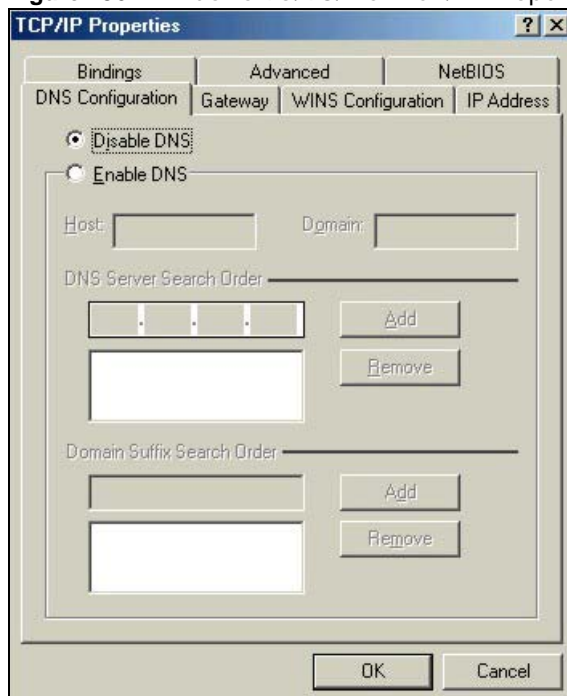 TCP/IP Properties
? ×
Bindings Advanced NetBIOS
DNS Configuration Gateway WINS Configuration IP Address
Disable DNS
Enable DNS
Host: Domain:
DNS Server Search Order
. . .
Add
Remove
Domain Suffix Search Order
Add
Remove
OK Cancel